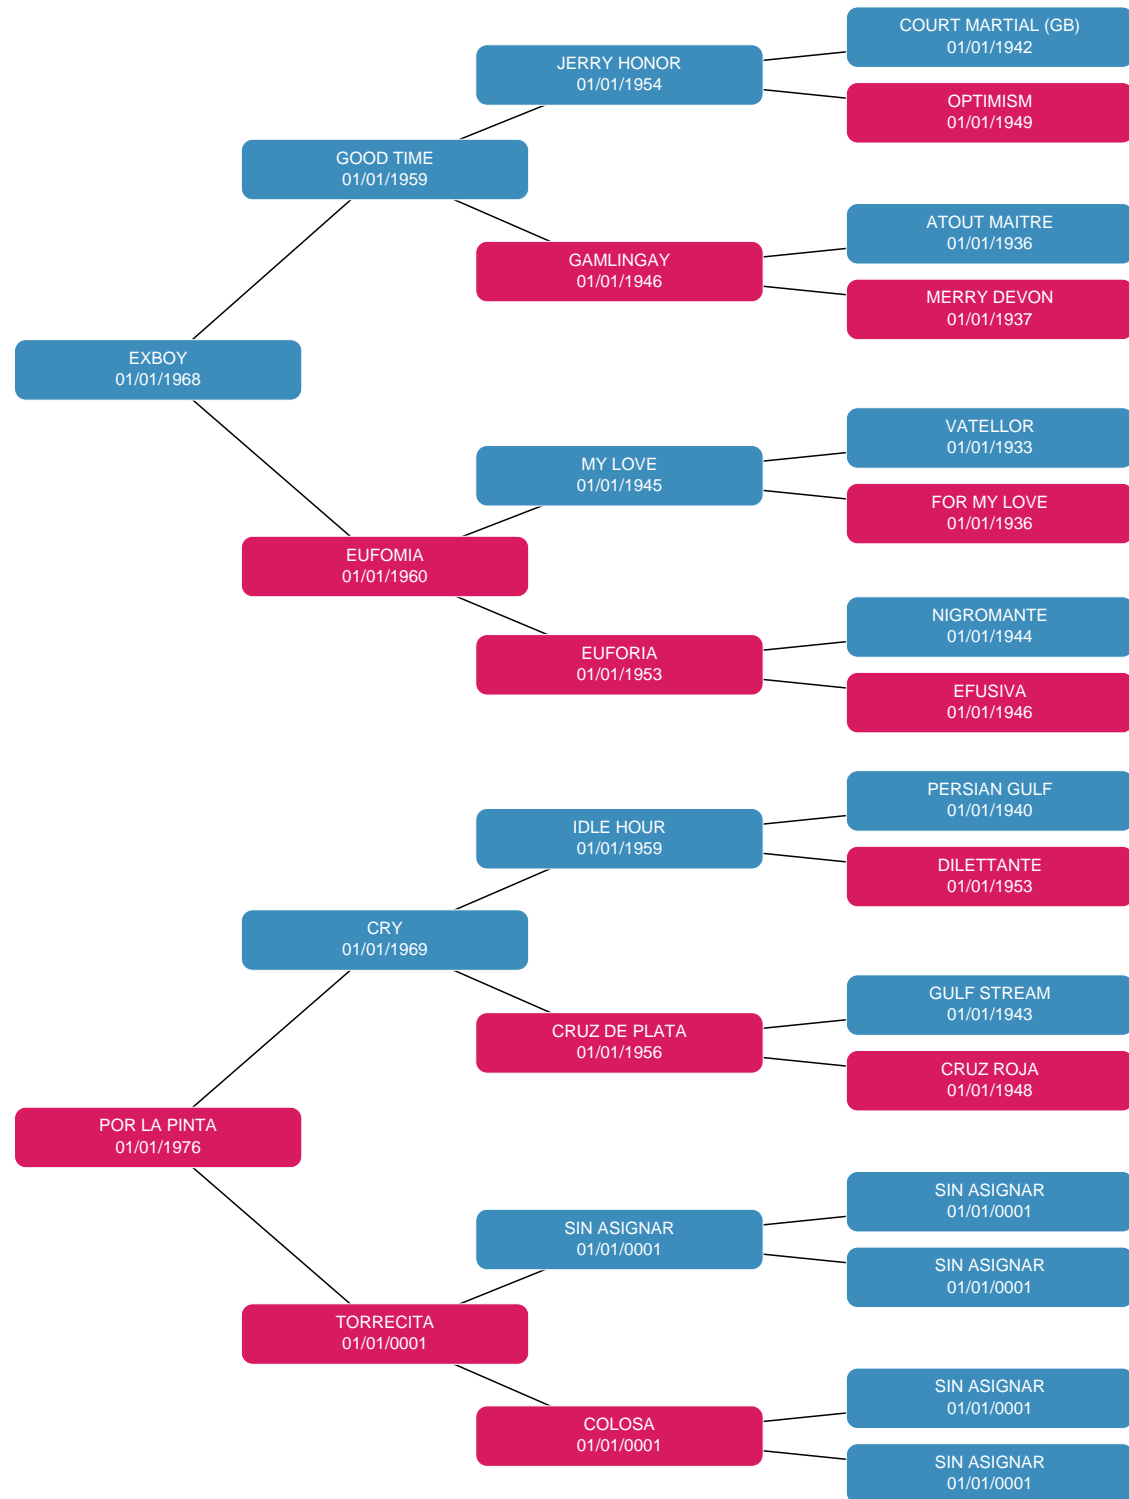 COURT MARTIAL (GB)
01/01/1942
JERRY HONOR
01/01/1954
OPTIMISM
01/01/1949
GOOD TIME
01/01/1959
ATOUT MAITRE
01/01/1936
GAMLINGAY
01/01/1946
MERRY DEVON
01/01/1937
EXBOY
01/01/1968
VATELLOR
01/01/1933
MY LOVE
01/01/1945
FOR MY LOVE
01/01/1936
EUFOMIA
01/01/1960
NIGROMANTE
01/01/1944
EUFORIA
01/01/1953
EFUSIVA
01/01/1946
PERSIAN GULF
01/01/1940
IDLE HOUR
01/01/1959
DILETTANTE
01/01/1953
CRY
01/01/1969
GULF STREAM
01/01/1943
CRUZ DE PLATA
01/01/1956
CRUZ ROJA
01/01/1948
POR LA PINTA
01/01/1976
SIN ASIGNAR
01/01/0001
SIN ASIGNAR
01/01/0001
SIN ASIGNAR
01/01/0001
TORRECITA
01/01/0001
SIN ASIGNAR
01/01/0001
COLOSA
01/01/0001
SIN ASIGNAR
01/01/0001